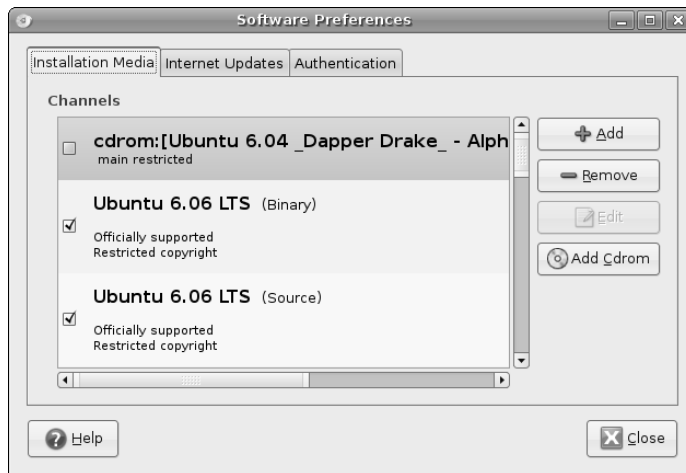 Software Preferences
Installation Media
Internet Updates
Authentication
Channels
cdrom:[Ubuntu 6.04 _Dapper Drake_ - Alph
main restricted
Ubuntu 6.06 LTS (Binary)
Officially supported
Restricted copyright
Ubuntu 6.06 LTS (Source)
Officially supported
Restricted copyright
Add
Remove
Edit
Add Cdrom
Help
Close